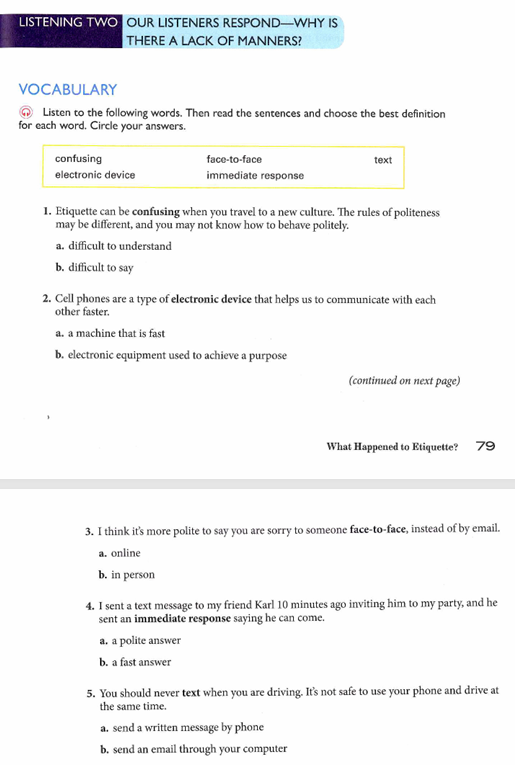 LISTENING TWO OUR LISTENERS RESPOND—WHY IS
THERE A LACK OF MANNERS?
VOCABULARY
Listen to the following words. Then read the sentences and choose the best definition
for each word. Circle your answers.
confusing face-to-face text
electronic device immediate response
1. Etiquette can be confusing when you travel to a new culture. The rules of politeness
may be different, and you may not know how to behave politely.
a. difficult to understand
b. difficult to say
2. Cell phones are a type of electronic device that helps us to communicate with each
other faster.
a. a machine that is fast
b. electronic equipment used to achieve a purpose
(continued on next page)
What Happened to Etiquette? 79
3. I think it's more polite to say you are sorry to someone face-to-face, instead of by email.
a. online
b. in person
4. I sent a text message to my friend Karl 10 minutes ago inviting him to my party, and he
sent an immediate response saying he can come.
a. a polite answer
b. a fast answer
5. You should never text when you are driving. It's not safe to use your phone and drive at
the same time.
a. send a written message by phone
b. send an email through your computer